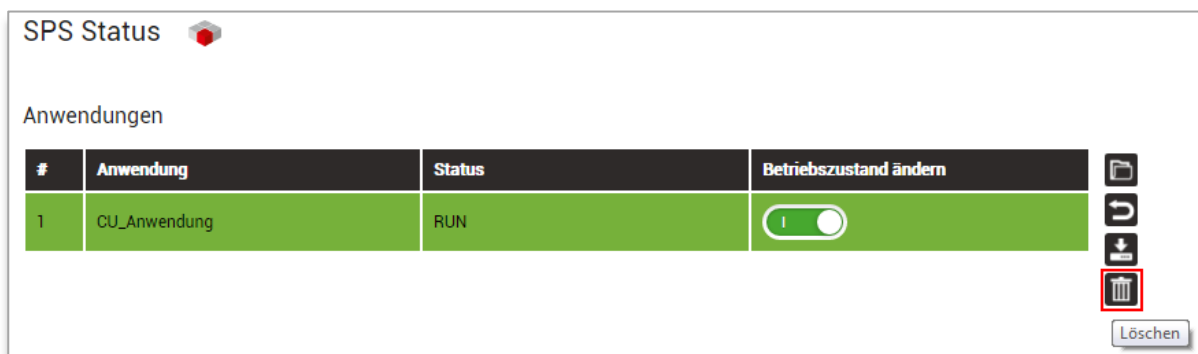 SPS Status
Anwendungen
# Anwendung Status Betriebszustand ändern
1 CU_Anwendung RUN I
Löschen